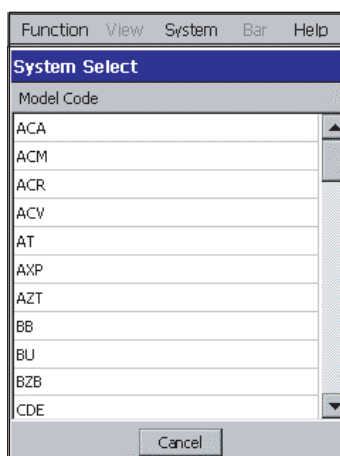 Function View System Bar Help
System Select
Model Code
ACA
ACM
ACR
ACV
AT
AXP
AZT
BB
BU
BZB
CDE
Cancel